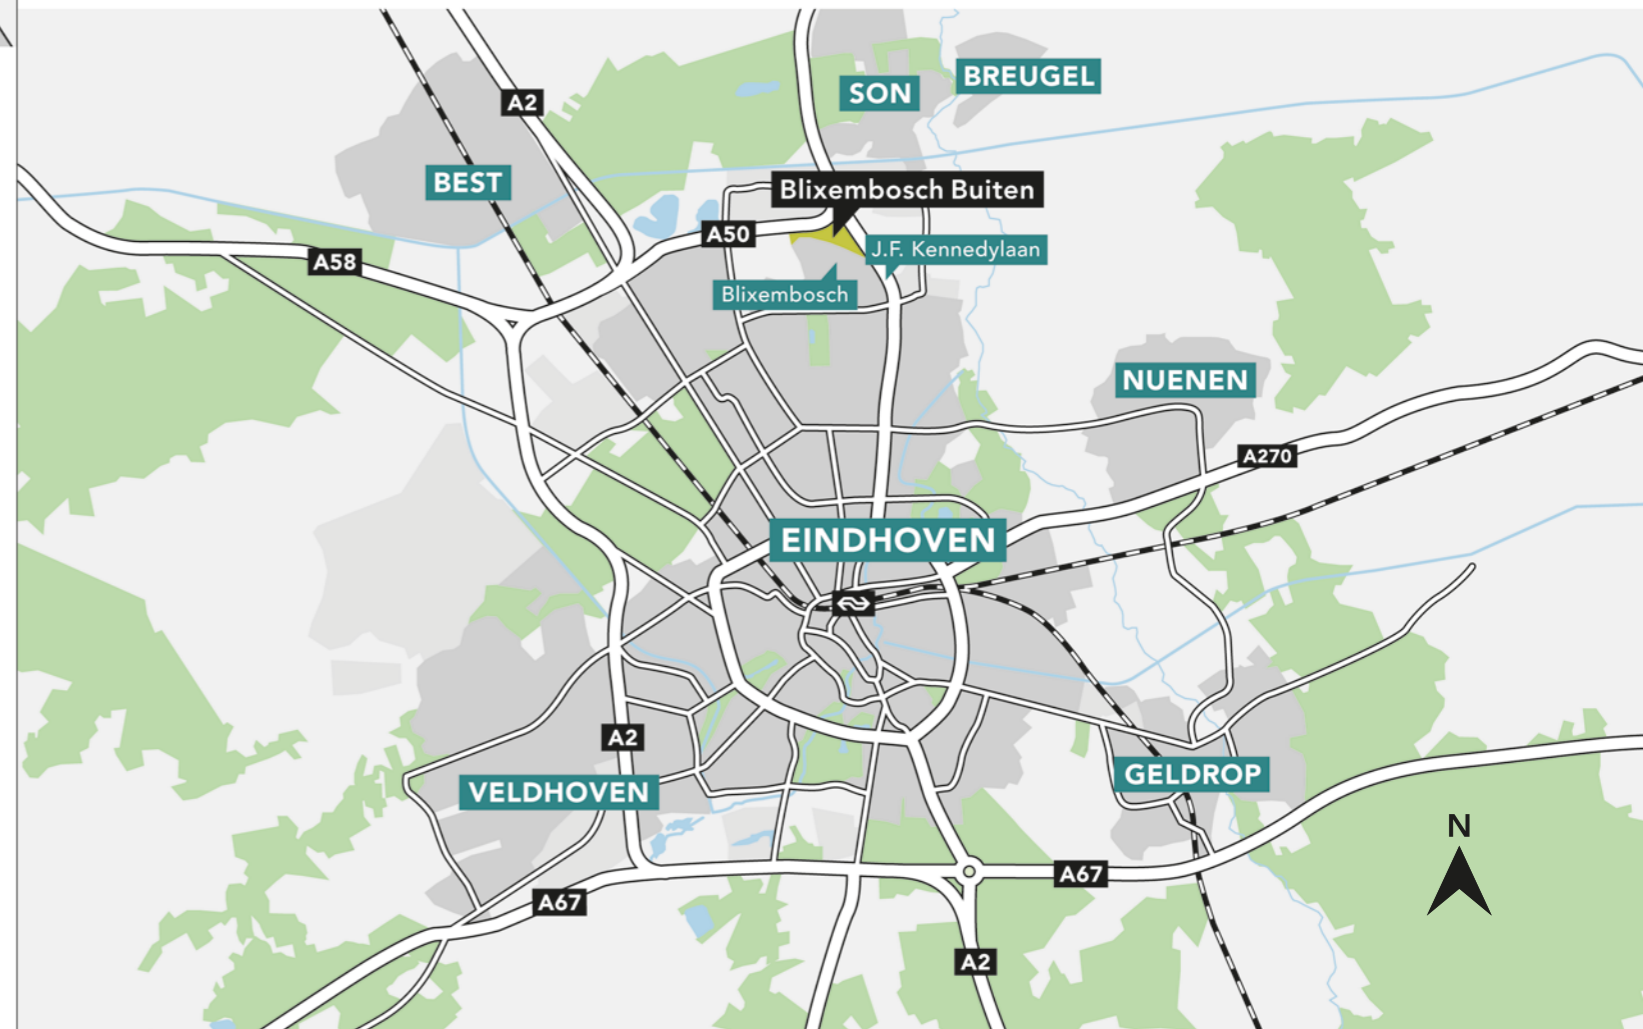 BREUGEL
SON
A2
BEST
Blixembosch Buiten
A50
J.F. Kennedylaan
A58
Blixembosch
NUENEN
A270
EINDHOVEN
A2
GELDROP
VELDHOVEN
N
A67
A67
A2